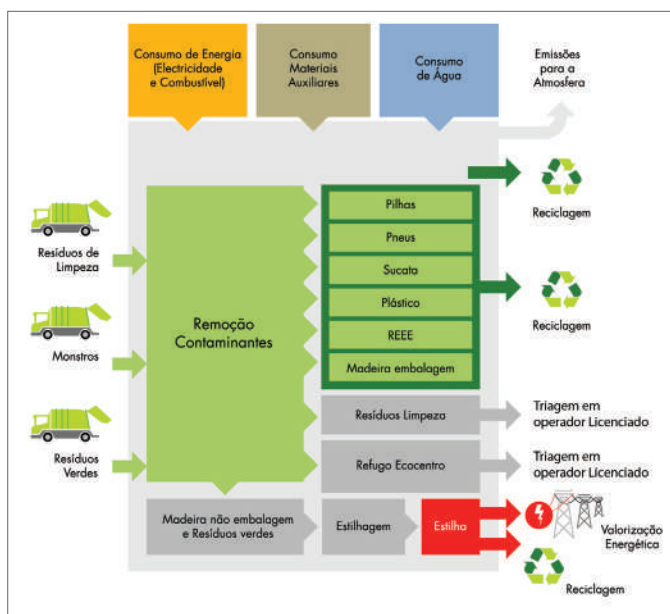 Consumo de Energia
(Electricidade
e Combustível)
Consumo
Materiais
Auxiliares
Consumo
de Água
Emissões
para a
Atmosfera
Resíduos de
Limpeza
Monstros
Resíduos
Verdes
Remoção
Contaminantes
Pilhas
Pneus
Sucata
Plástico
REEE
Madeira embalagem
Reciclagem
Reciclagem
Resíduos Limpeza
Triagem em
operador Licenciado
Refugo Ecocentro
Triagem em
operador Licenciado
Madeira não embalagem
e Resíduos verdes
Estilhagem
Estilha
Valorização
Energética
Reciclagem